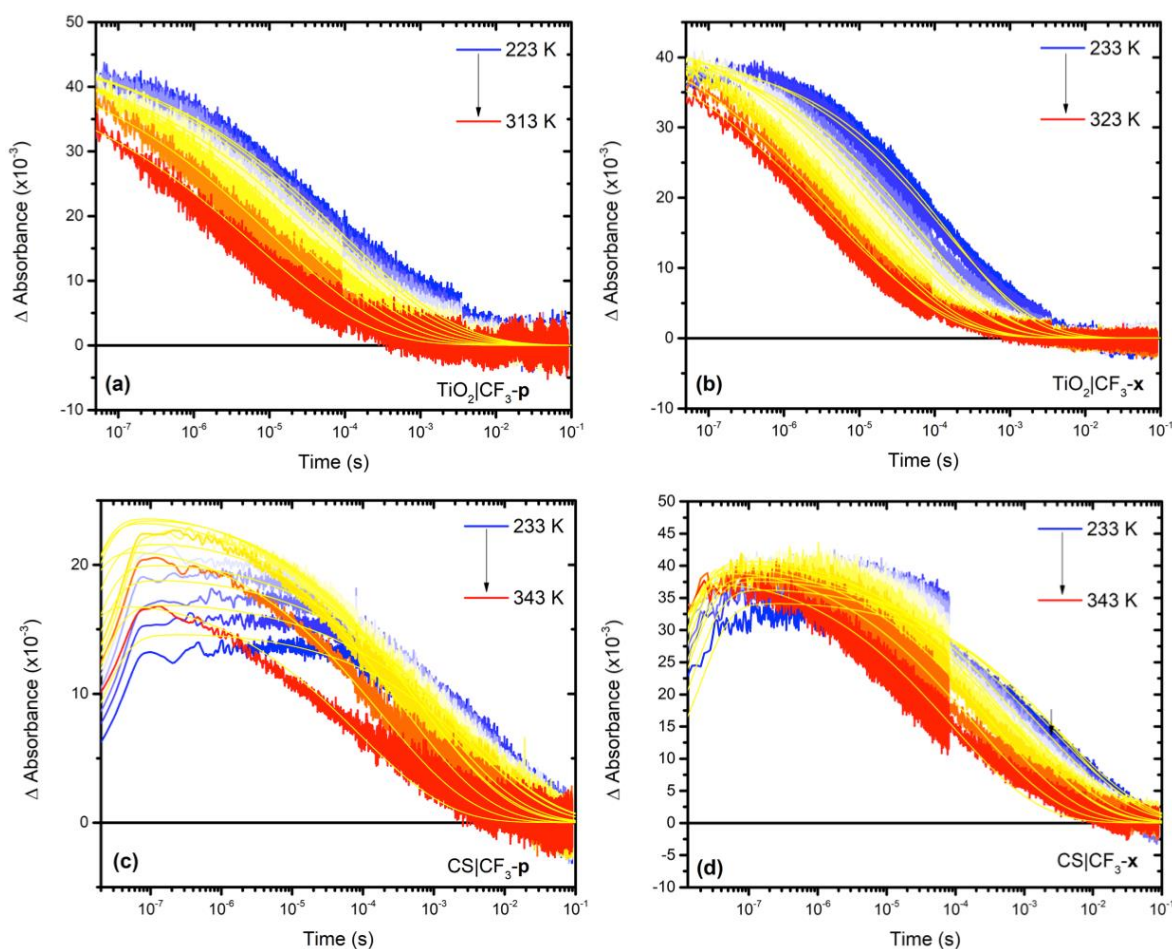 50
40
30
20
10
0
-10
Δ Absorbance (x10⁻³)
223 K
313 K
(a)
TiO₂|CF₃-p
10⁻⁷ 10⁻⁶ 10⁻⁵ 10⁻⁴ 10⁻³ 10⁻² 10⁻¹
Time (s)
40
30
20
10
0
-10
Δ Absorbance (x10⁻³)
233 K
323 K
(b)
TiO₂|CF₃-x
10⁻⁷ 10⁻⁶ 10⁻⁵ 10⁻⁴ 10⁻³ 10⁻² 10⁻¹
Time (s)
20
10
0
Δ Absorbance (x10⁻³)
233 K
343 K
(c)
CS|CF₃-p
10⁻⁷ 10⁻⁶ 10⁻⁵ 10⁻⁴ 10⁻³ 10⁻² 10⁻¹
Time (s)
50
45
40
35
30
25
20
15
10
5
0
-5
-10
Δ Absorbance (x10⁻³)
233 K
343 K
(d)
CS|CF₃-x
10⁻⁷ 10⁻⁶ 10⁻⁵ 10⁻⁴ 10⁻³ 10⁻² 10⁻¹
Time (s)